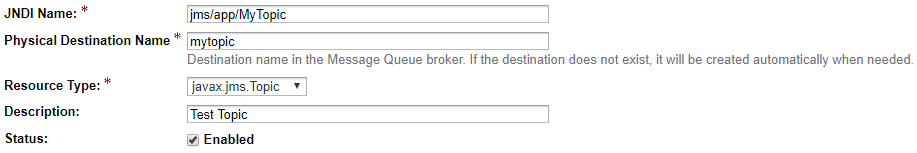 JNDI Name: * jms/app/MyTopic
Physical Destination Name * mytopic
Destination name in the Message Queue broker. If the destination does not exist, it will be created automatically when needed.
Resource Type: * javax.jms.Topic
Description: Test Topic
Status: Enabled